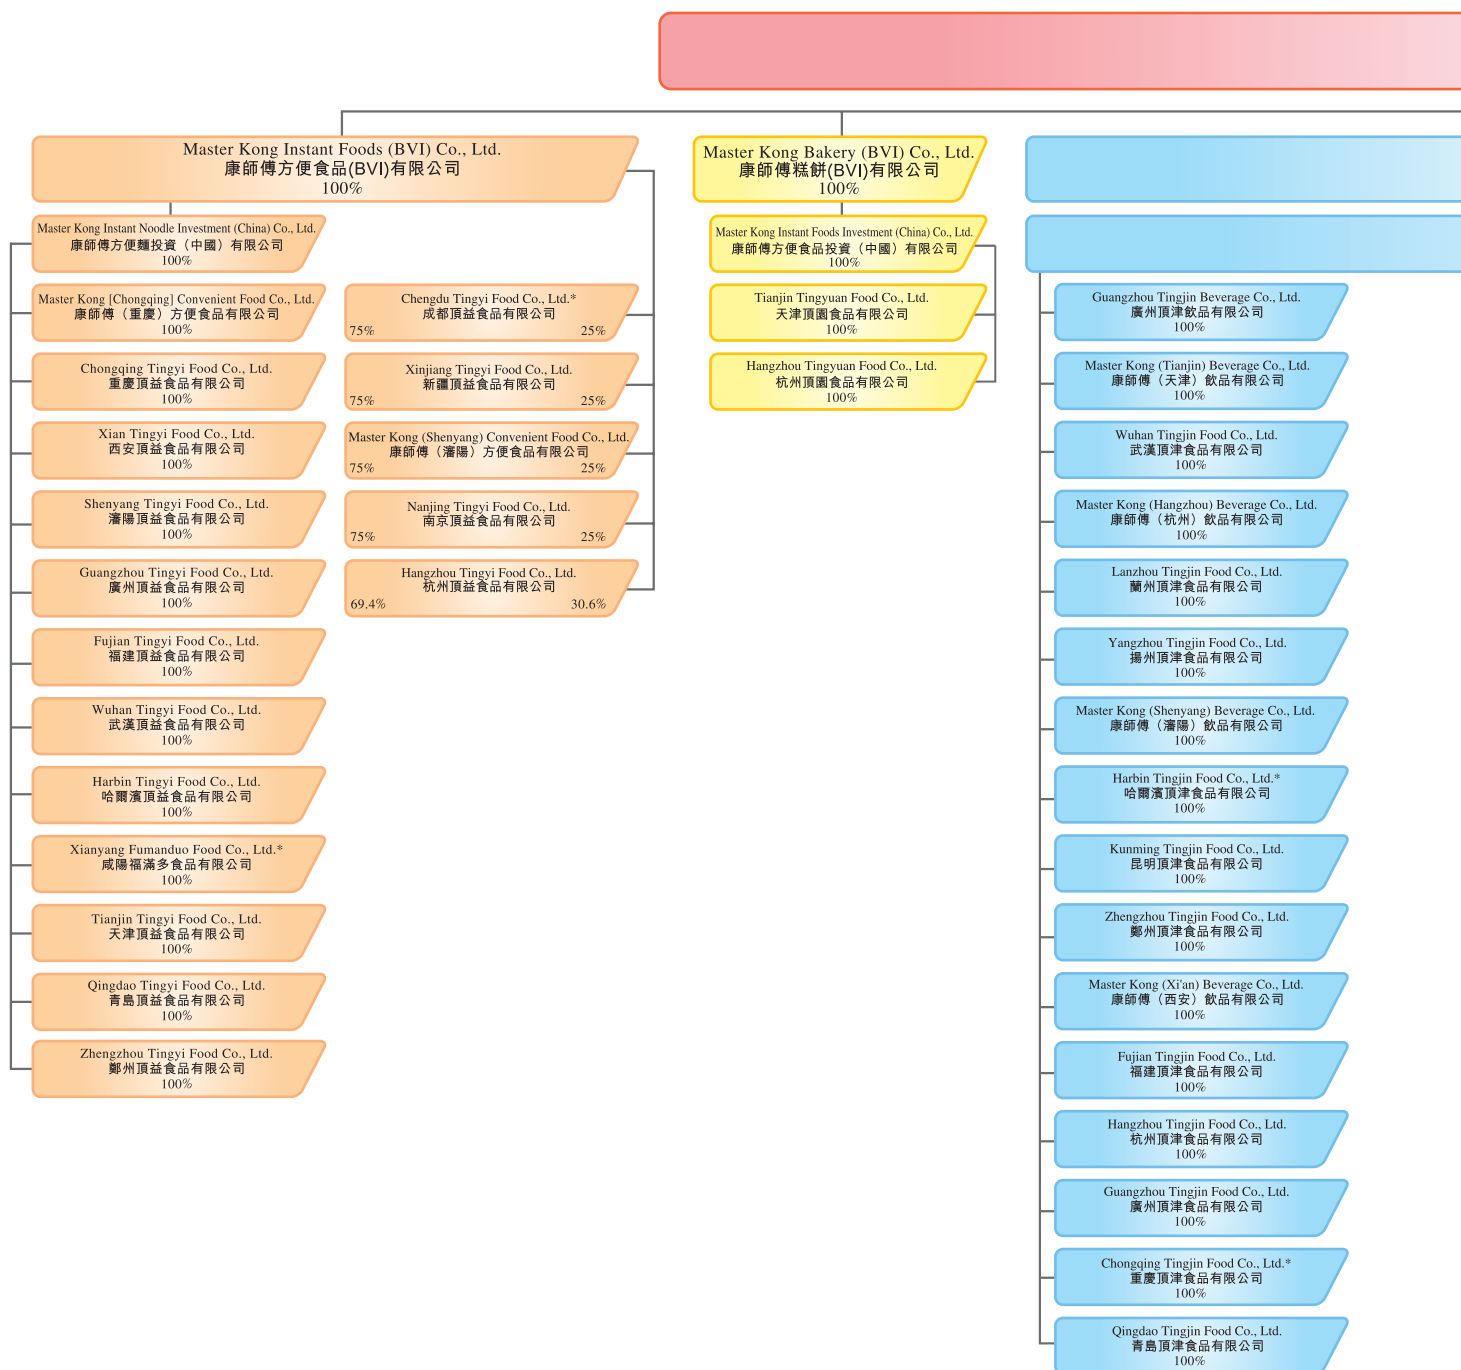 Master Kong Instant Foods (BVI) Co., Ltd.
康師傅方便食品(BVI)有限公司
100%
Master Kong Instant Noodle Investment (China) Co., Ltd.
康師傅方便麵投資（中國）有限公司
100%
Master Kong [Chongqing] Convenient Food Co., Ltd.
康師傅（重慶）方便食品有限公司
100%
Chongqing Tingyi Food Co., Ltd.
重慶頂益食品有限公司
100%
Xian Tingyi Food Co., Ltd.
西安頂益食品有限公司
100%
Shenyang Tingyi Food Co., Ltd.
瀋陽頂益食品有限公司
100%
Guangzhou Tingyi Food Co., Ltd.
廣州頂益食品有限公司
100%
Fujian Tingyi Food Co., Ltd.
福建頂益食品有限公司
100%
Wuhan Tingyi Food Co., Ltd.
武漢頂益食品有限公司
100%
Harbin Tingyi Food Co., Ltd.
哈爾濱頂益食品有限公司
100%
Xianyang Fumanduo Food Co., Ltd.*
咸陽福滿多食品有限公司
100%
Tianjin Tingyi Food Co., Ltd.
天津頂益食品有限公司
100%
Qingdao Tingyi Food Co., Ltd.
青島頂益食品有限公司
100%
Zhengzhou Tingyi Food Co., Ltd.
鄭州頂益食品有限公司
100%
Chengdu Tingyi Food Co., Ltd.*
成都頂益食品有限公司
75% 25%
Xinjiang Tingyi Food Co., Ltd.
新疆頂益食品有限公司
75% 25%
Master Kong (Shenyang) Convenient Food Co., Ltd.
康師傅（瀋陽）方便食品有限公司
75% 25%
Nanjing Tingyi Food Co., Ltd.
南京頂益食品有限公司
75% 25%
Hangzhou Tingyi Food Co., Ltd.
杭州頂益食品有限公司
69.4% 30.6%
Master Kong Bakery (BVI) Co., Ltd.
康師傅糕餅(BVI)有限公司
100%
Master Kong Instant Foods Investment (China) Co., Ltd.
康師傅方便食品投資（中國）有限公司
100%
Tianjin Tingyuan Food Co., Ltd.
天津頂園食品有限公司
100%
Hangzhou Tingyuan Food Co., Ltd.
杭州頂園食品有限公司
100%
Guangzhou Tingjin Beverage Co., Ltd.
廣州頂津飲品有限公司
100%
Master Kong (Tianjin) Beverage Co., Ltd.
康師傅（天津）飲品有限公司
100%
Wuhan Tingjin Food Co., Ltd.
武漢頂津食品有限公司
100%
Master Kong (Hangzhou) Beverage Co., Ltd.
康師傅（杭州）飲品有限公司
100%
Lanzhou Tingjin Food Co., Ltd.
蘭州頂津食品有限公司
100%
Yangzhou Tingjin Food Co., Ltd.
揚州頂津食品有限公司
100%
Master Kong (Shenyang) Beverage Co., Ltd.
康師傅（瀋陽）飲品有限公司
100%
Harbin Tingjin Food Co., Ltd.*
哈爾濱頂津食品有限公司
100%
Kunming Tingjin Food Co., Ltd.
昆明頂津食品有限公司
100%
Zhengzhou Tingjin Food Co., Ltd.
鄭州頂津食品有限公司
100%
Master Kong (Xi'an) Beverage Co., Ltd.
康師傅（西安）飲品有限公司
100%
Fujian Tingjin Food Co., Ltd.
福建頂津食品有限公司
100%
Hangzhou Tingjin Food Co., Ltd.
杭州頂津食品有限公司
100%
Guangzhou Tingjin Food Co., Ltd.
廣州頂津食品有限公司
100%
Chongqing Tingjin Food Co., Ltd.*
重慶頂津食品有限公司
100%
Qingdao Tingjin Food Co., Ltd.
青島頂津食品有限公司
100%